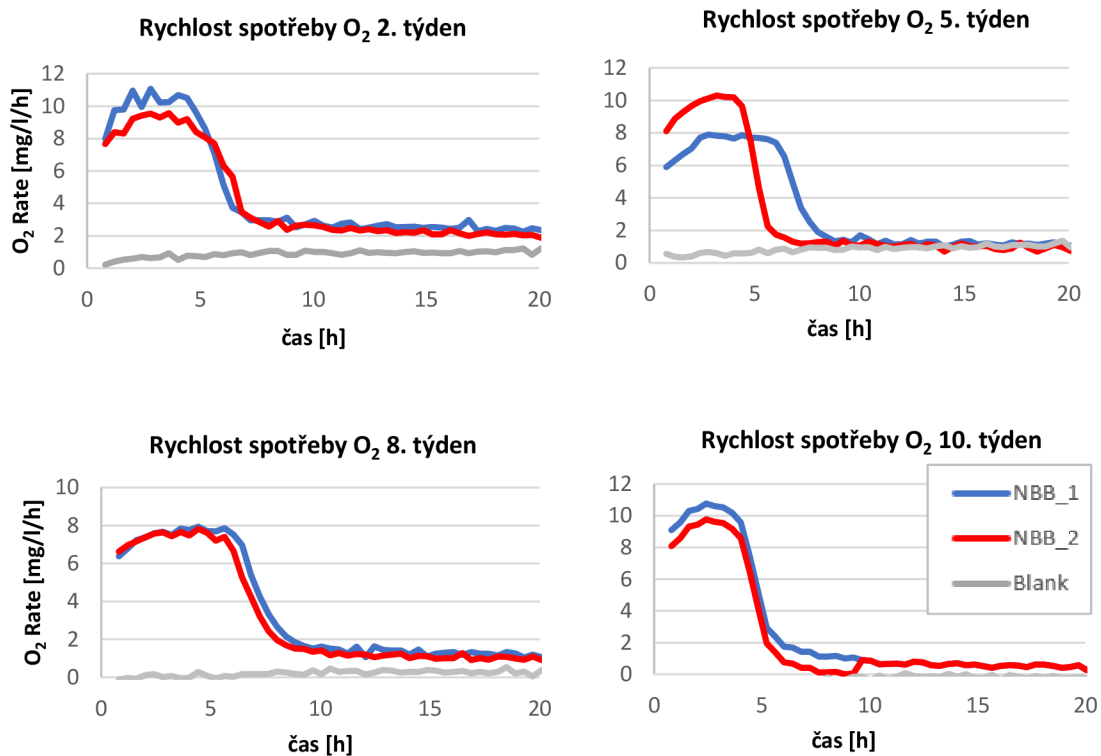 Rychlost spotřeby O₂ 2. týden
O₂ Rate [mg/l/h]
12
10
8
6
4
2
0
0 5 10 15 20
čas [h]
Rychlost spotřeby O₂ 5. týden
12
10
8
6
4
2
0
0 5 10 15 20
čas [h]
Rychlost spotřeby O₂ 8. týden
O₂ Rate [mg/l/h]
10
8
6
4
2
0
0 5 10 15 20
čas [h]
Rychlost spotřeby O₂ 10. týden
12
10
8
6
4
2
0
0 5 10 15 20
čas [h]
NBB_1
NBB_2
Blank